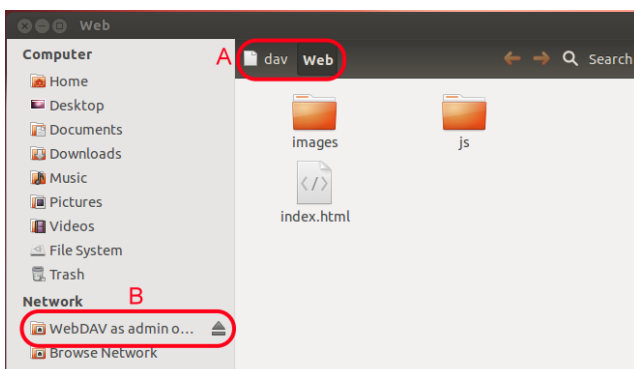 Web
Computer
A
dav Web
Search
Home
Desktop
Documents
Downloads
Music
Pictures
Videos
File System
Trash
Network
B
WebDAV as admin o...
Browse Network
images
js
</>
index.html